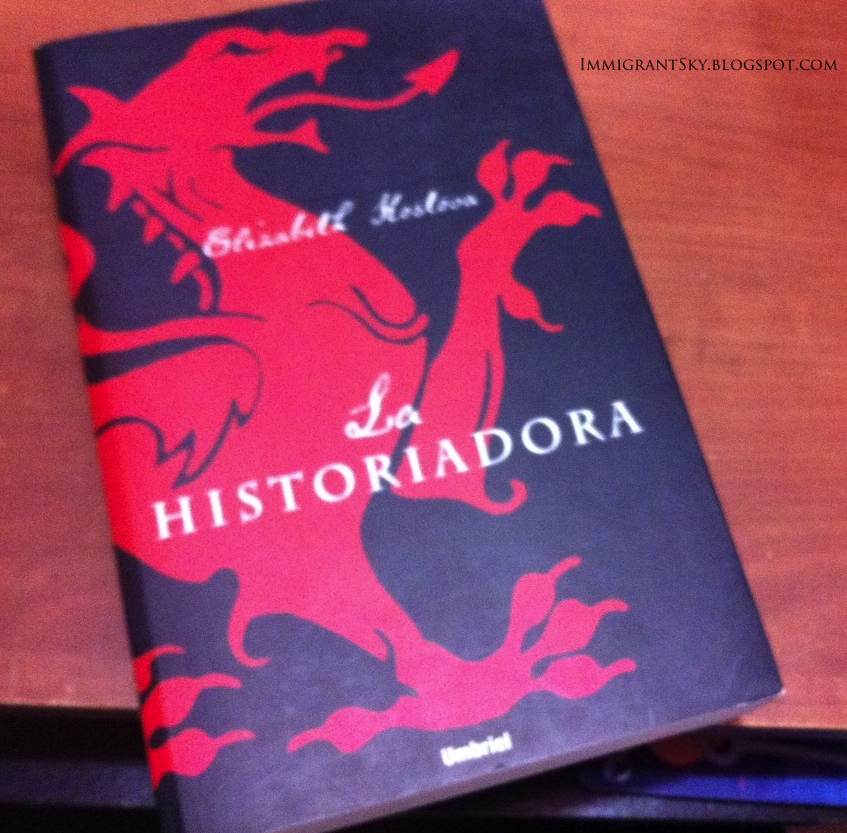 ImmigrantSky.blogspot.com
Elizabeth Kostova
La
HISTORIADORA
Umbriel